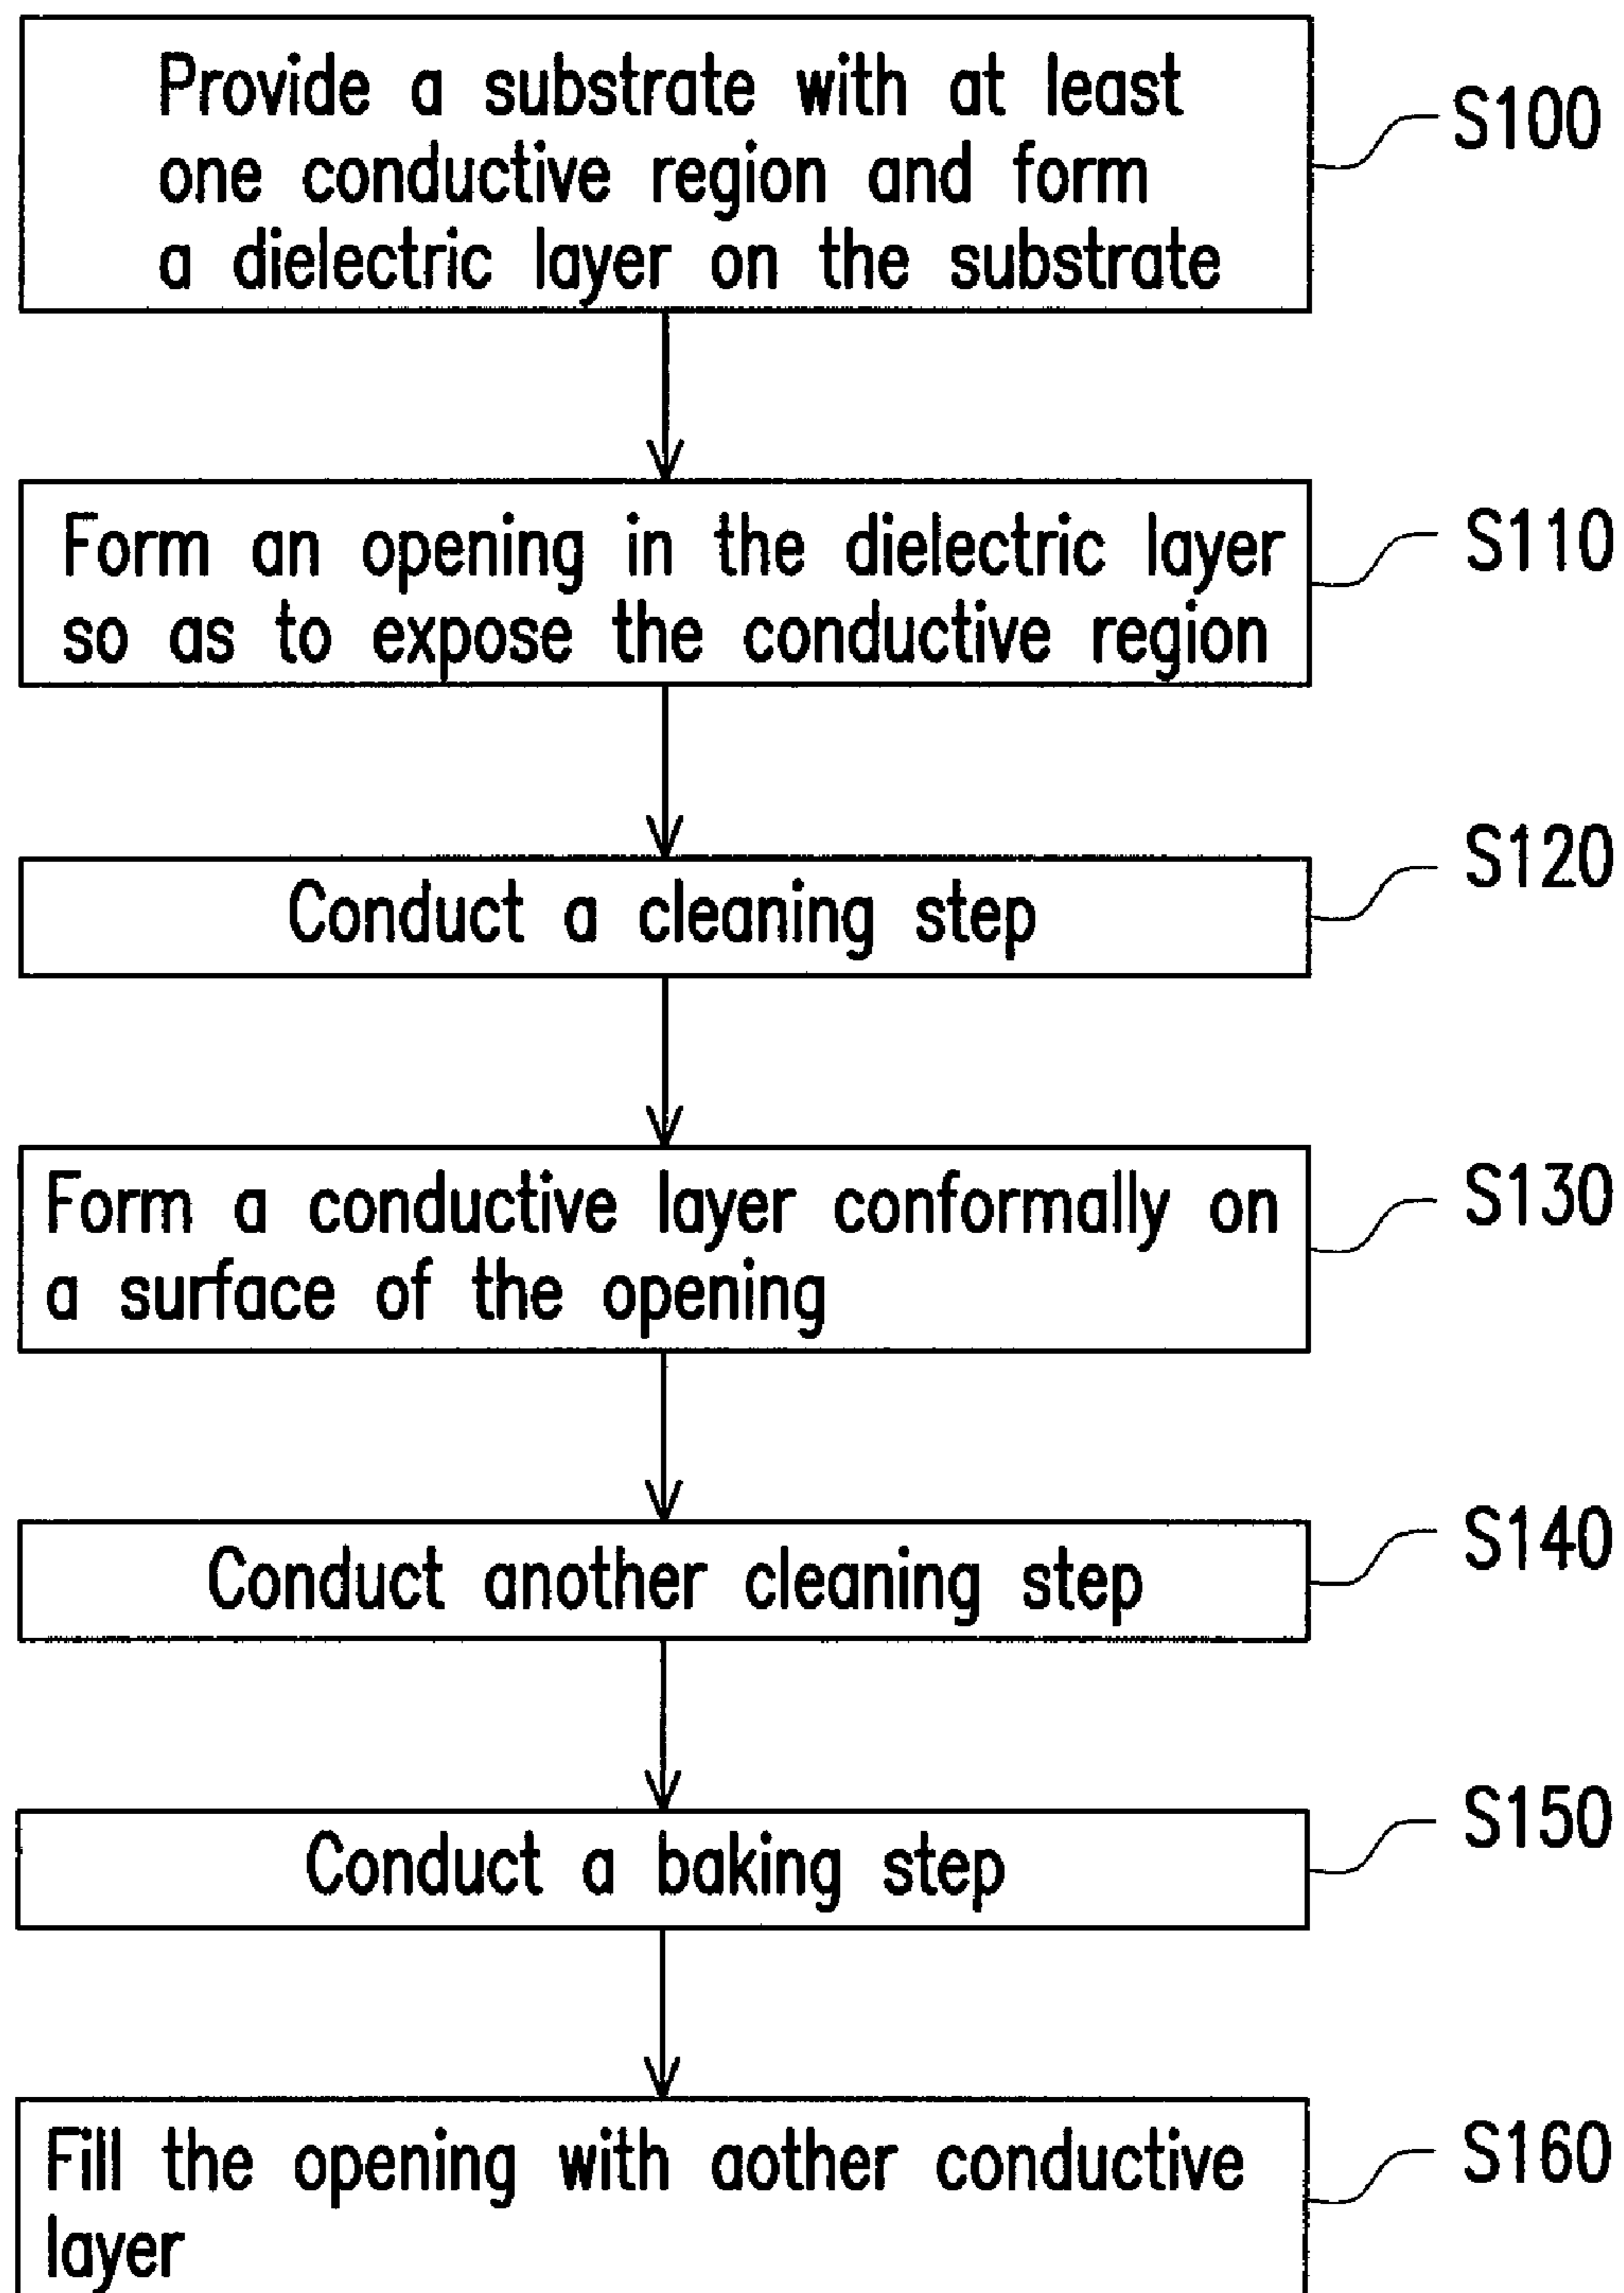 Provide a substrate with at least
one conductive region and form
a dielectric layer on the substrate
S100
Form an opening in the dielectric layer
so as to expose the conductive region
S110
Conduct a cleaning step
S120
Form a conductive layer conformally on
a surface of the opening
S130
Conduct another cleaning step
S140
Conduct a baking step
S150
Fill the opening with aother conductive
layer
S160